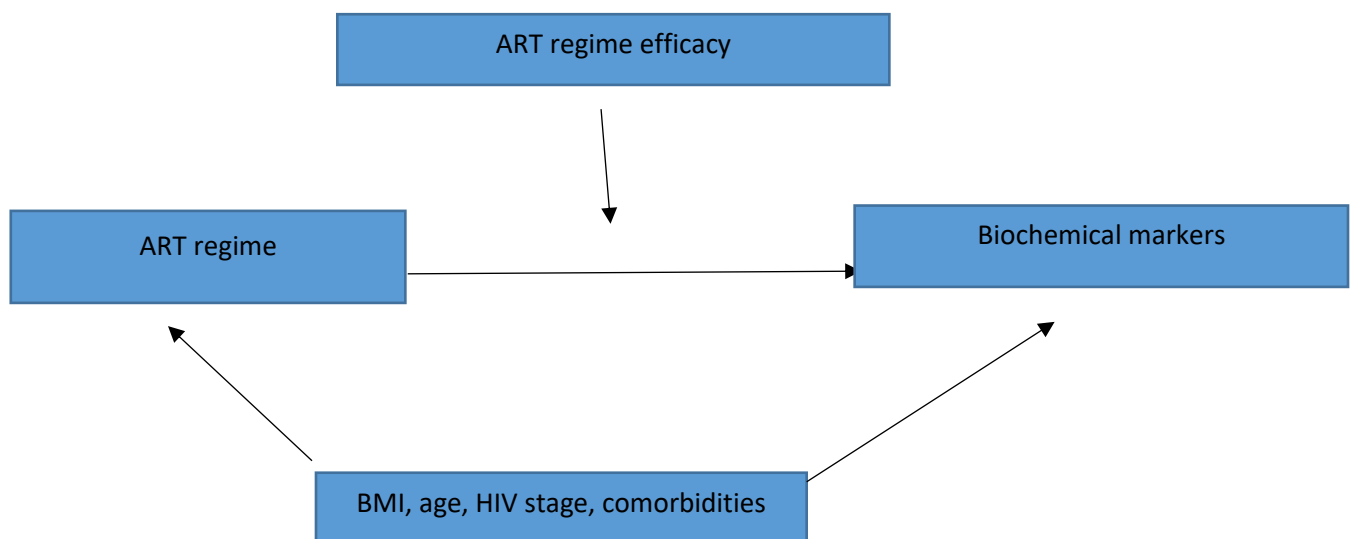 ART regime efficacy
ART regime
Biochemical markers
BMI, age, HIV stage, comorbidities